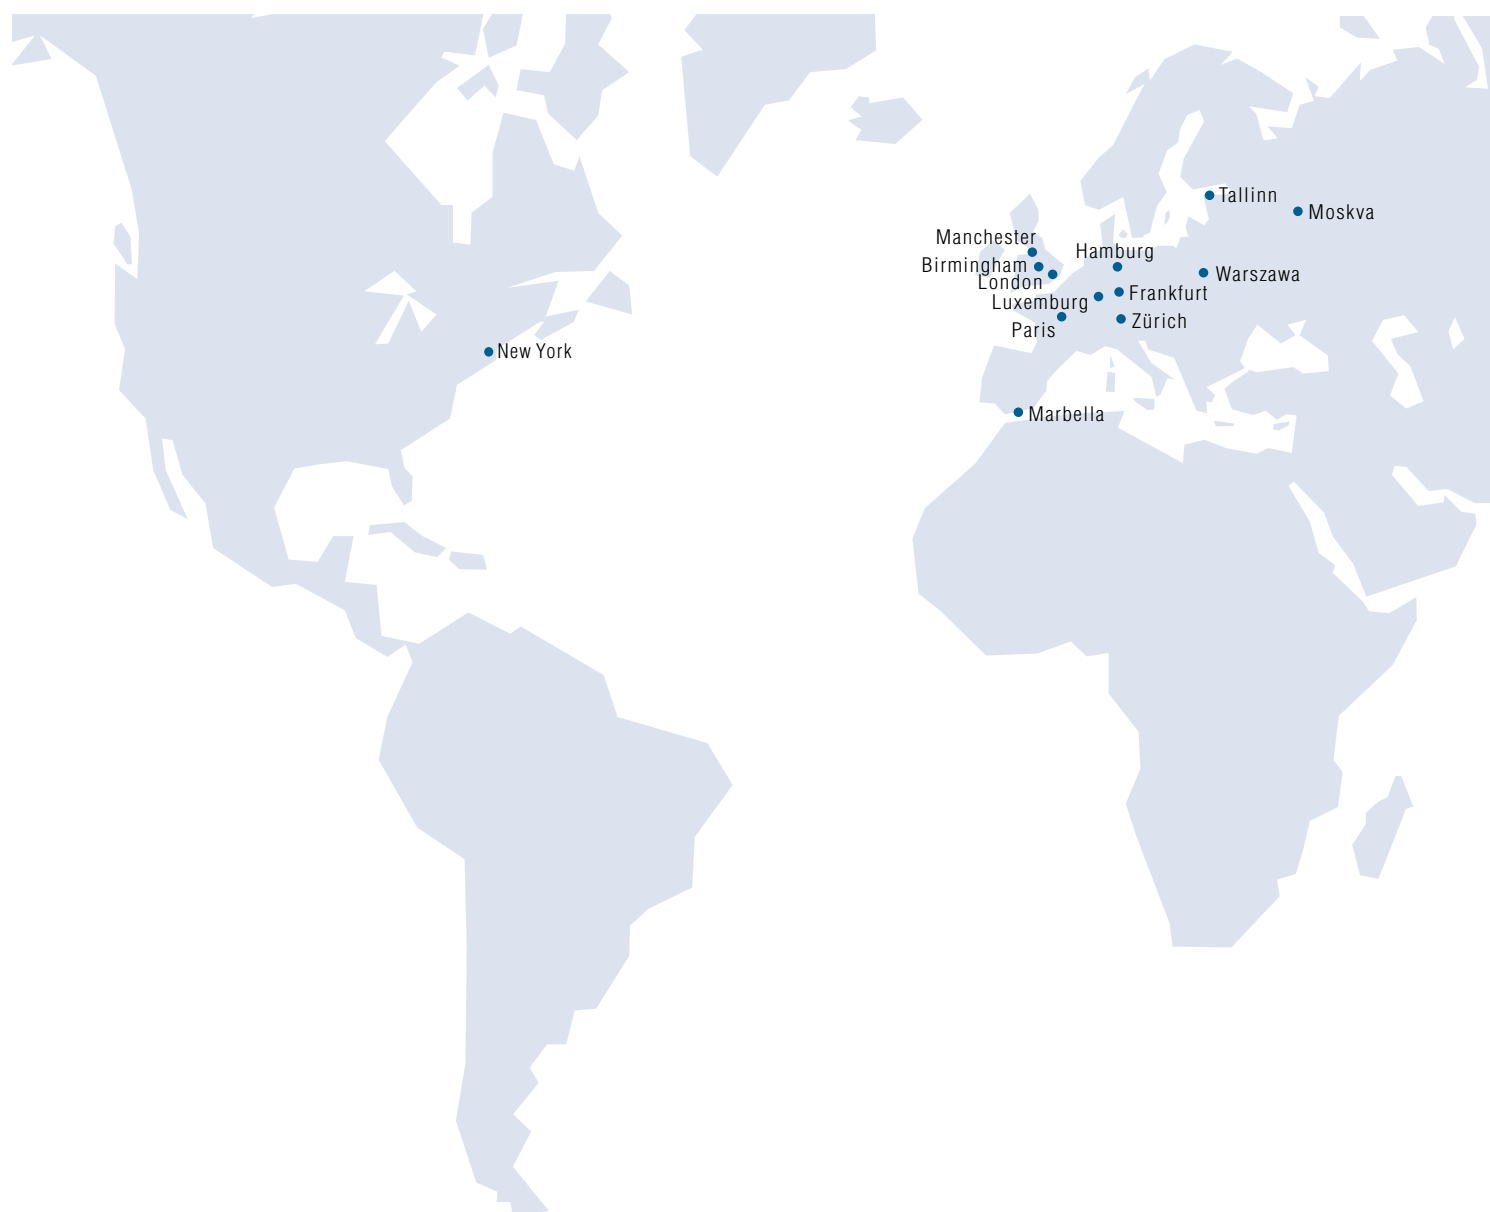 Tallinn
Moskva
Manchester
Hamburg
Birmingham
Warszawa
London
Luxemburg
Frankfurt
Paris
Zürich
New York
Marbella